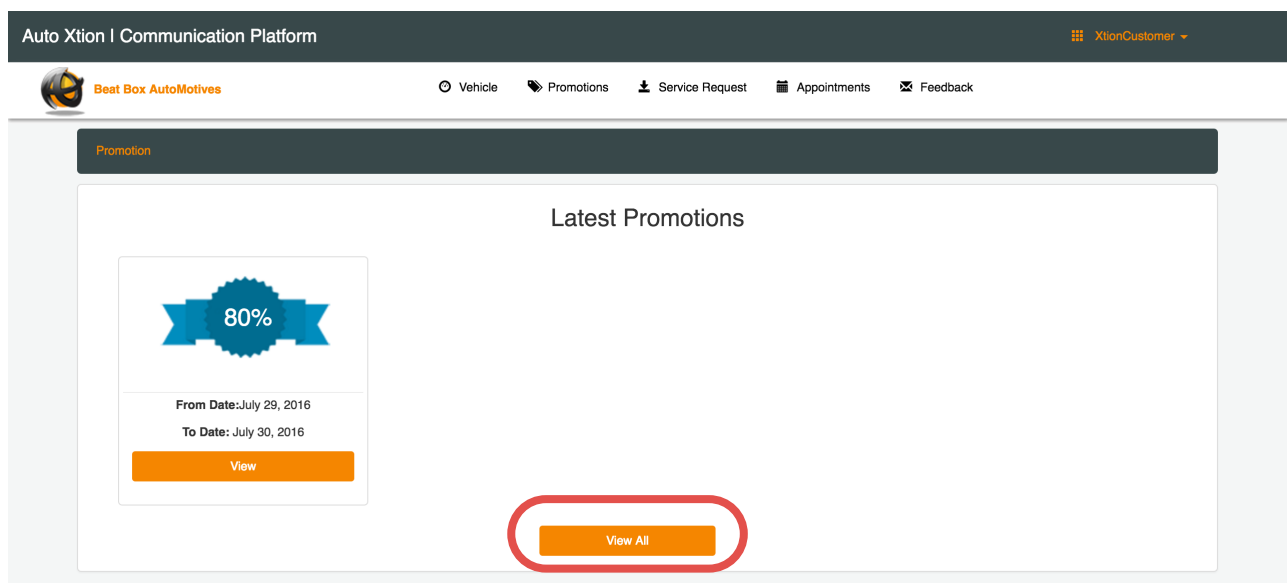 Auto Xtion l Communication Platform
XtionCustomer
Beat Box AutoMotives
Vehicle
Promotions
Service Request
Appointments
Feedback
Promotion
Latest Promotions
80%
From Date:July 29, 2016
To Date: July 30, 2016
View
View All